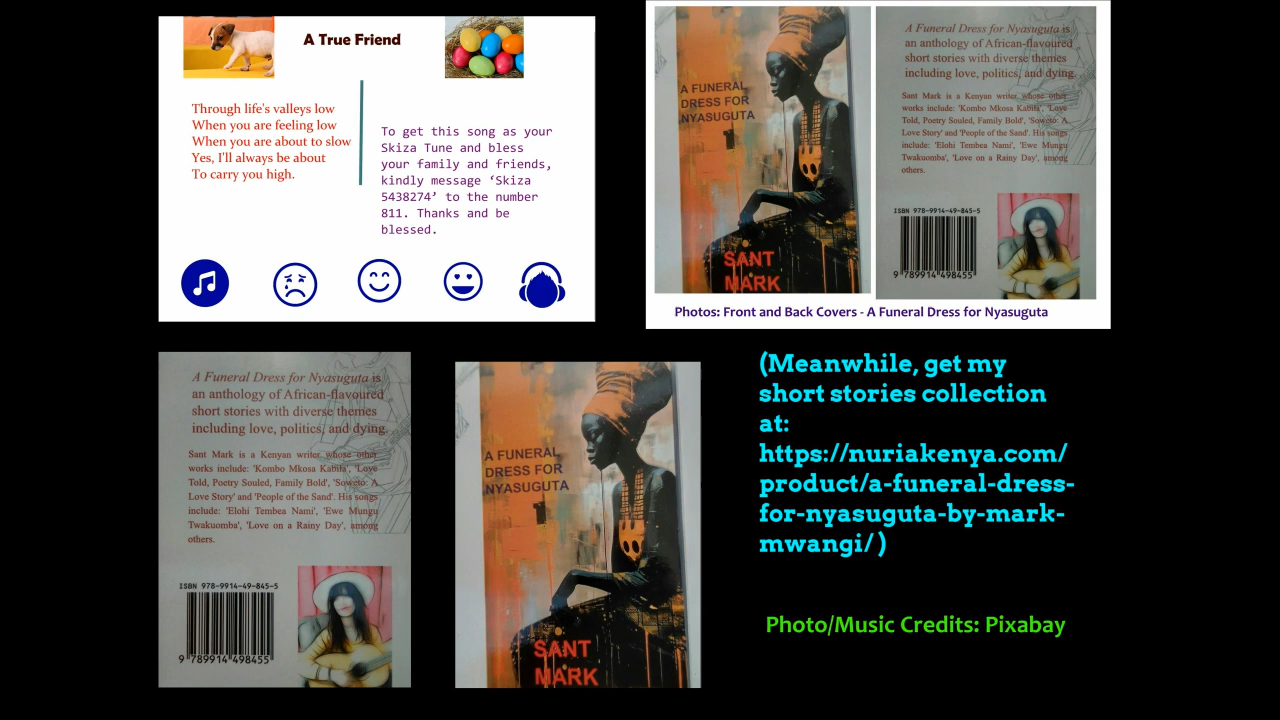 A True Friend
Through life's valleys low
When you are feeling low
When you are about to slow
Yes, I'll always be about
To carry you high.
To get this song as your
Skiza Tune and bless
your family and friends,
kindly message ‘Skiza
5438274’ to the number
811. Thanks and be
blessed.
A FUNERAL
DRESS FOR
NYASUGUTA
SANT
MARK
A Funeral Dress for Nyasuguta is
an anthology of African-flavoured
short stories with diverse themes
including love, politics, and dying.
Sant Mark is a Kenyan writer whose other
works include: 'Kombo Mkosa Kabila', 'Love
Told, Poetry Souled, Family Bold', 'Soweto: A
Love Story' and 'People of the Sand'. His songs
include: 'Elohi Tembea Nami', 'Ewe Mungu
Twakuomba', 'Love on a Rainy Day', among
others.
ISBN 978-9914-49-845-5
9 789914 498455
Photos: Front and Back Covers - A Funeral Dress for Nyasuguta
A Funeral Dress for Nyasuguta is
an anthology of African-flavoured
short stories with diverse themes
including love, politics, and dying.
Sant Mark is a Kenyan writer whose other
works include: 'Kombo Mkosa Kabila', 'Love
Told, Poetry Souled, Family Bold', 'Soweto: A
Love Story' and 'People of the Sand'. His songs
include: 'Elohi Tembea Nami', 'Ewe Mungu
Twakuomba', 'Love on a Rainy Day', among
others.
ISBN 978-9914-49-845-5
9 789914 498455
A FUNERAL
DRESS FOR
NYASUGUTA
SANT
MARK
(Meanwhile, get my
short stories collection
at:
https://nuriakenya.com/
product/a-funeral-dress-
for-nyasuguta-by-mark-
mwangi/ )
Photo/Music Credits: Pixabay